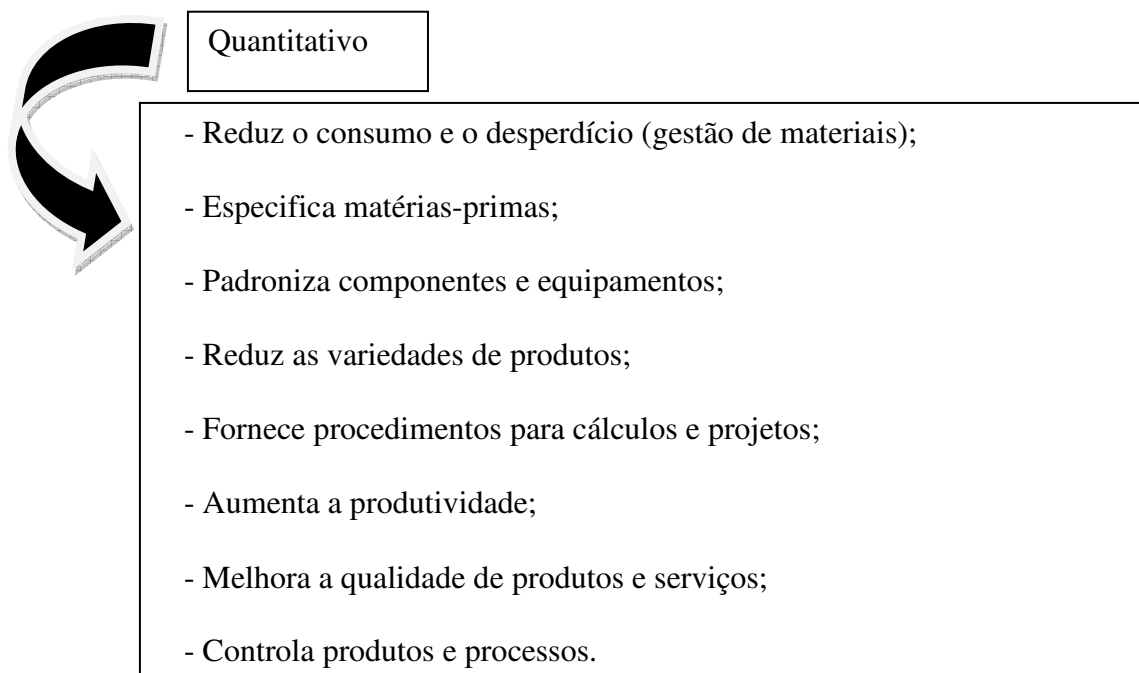 Quantitativo
- Reduz o consumo e o desperdício (gestão de materiais);
- Especifica matérias-primas;
- Padroniza componentes e equipamentos;
- Reduz as variedades de produtos;
- Fornece procedimentos para cálculos e projetos;
- Aumenta a produtividade;
- Melhora a qualidade de produtos e serviços;
- Controla produtos e processos.